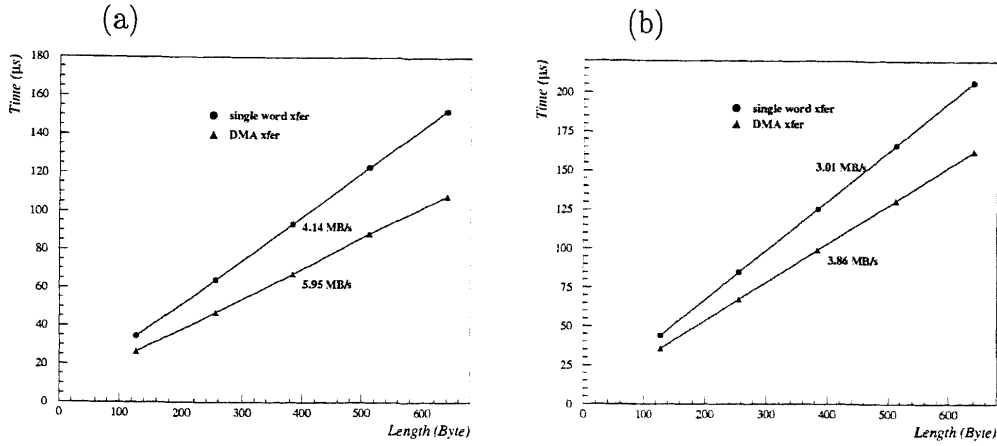 (a)
Time (μs)
180
160
140
120
100
80
60
40
20
0
single word xfer
DMA xfer
4.14 MB/s
5.95 MB/s
0 100 200 300 400 500 600
Length (Byte)
(b)
Time (μs)
200
175
150
125
100
75
50
25
0
single word xfer
DMA xfer
3.01 MB/s
3.86 MB/s
0 100 200 300 400 500 600
Length (Byte)